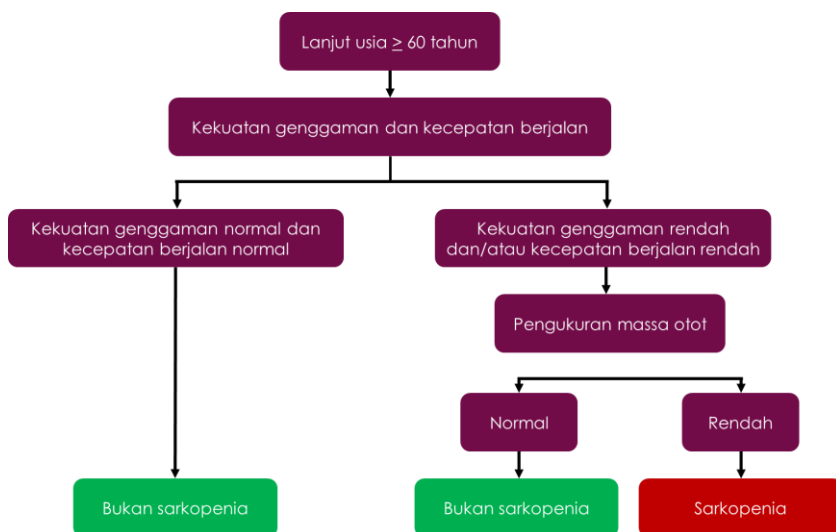 Lanjut usia ≥ 60 tahun
Kekuatan genggaman dan kecepatan berjalan
Kekuatan genggaman normal dan
kecepatan berjalan normal
Kekuatan genggaman rendah
dan/atau kecepatan berjalan rendah
Pengukuran massa otot
Normal
Rendah
Bukan sarkopenia
Bukan sarkopenia
Sarkopenia